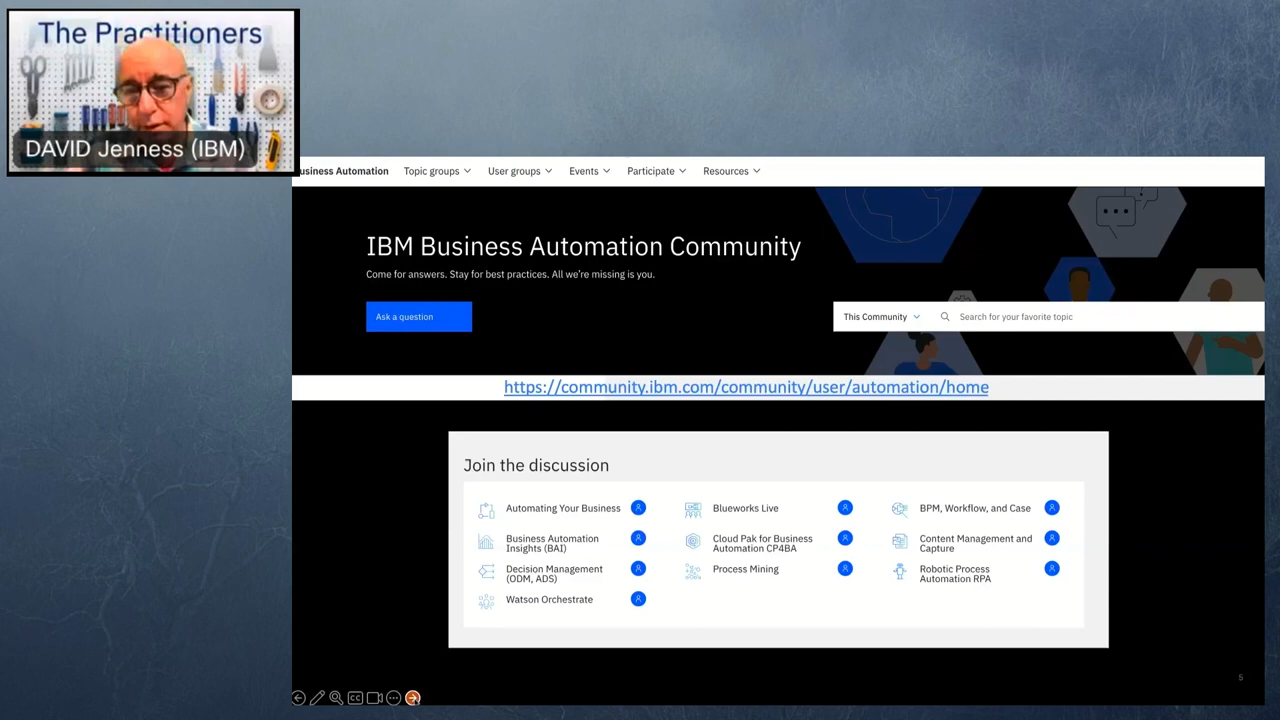 The Practitioners
DAVID Jenness (IBM)
usiness Automation
Topic groups
User groups
Events
Participate
Resources
IBM Business Automation Community
Come for answers. Stay for best practices. All we're missing is you.
Ask a question
This Community
Search for your favorite topic
https://community.ibm.com/community/user/automation/home
Join the discussion
Automating Your Business
Blueworks Live
BPM, Workflow, and Case
Business Automation
Insights (BAI)
Cloud Pak for Business
Automation CP4BA
Content Management and
Capture
Decision Management
(ODM, ADS)
Process Mining
Robotic Process
Automation RPA
Watson Orchestrate
5
CC